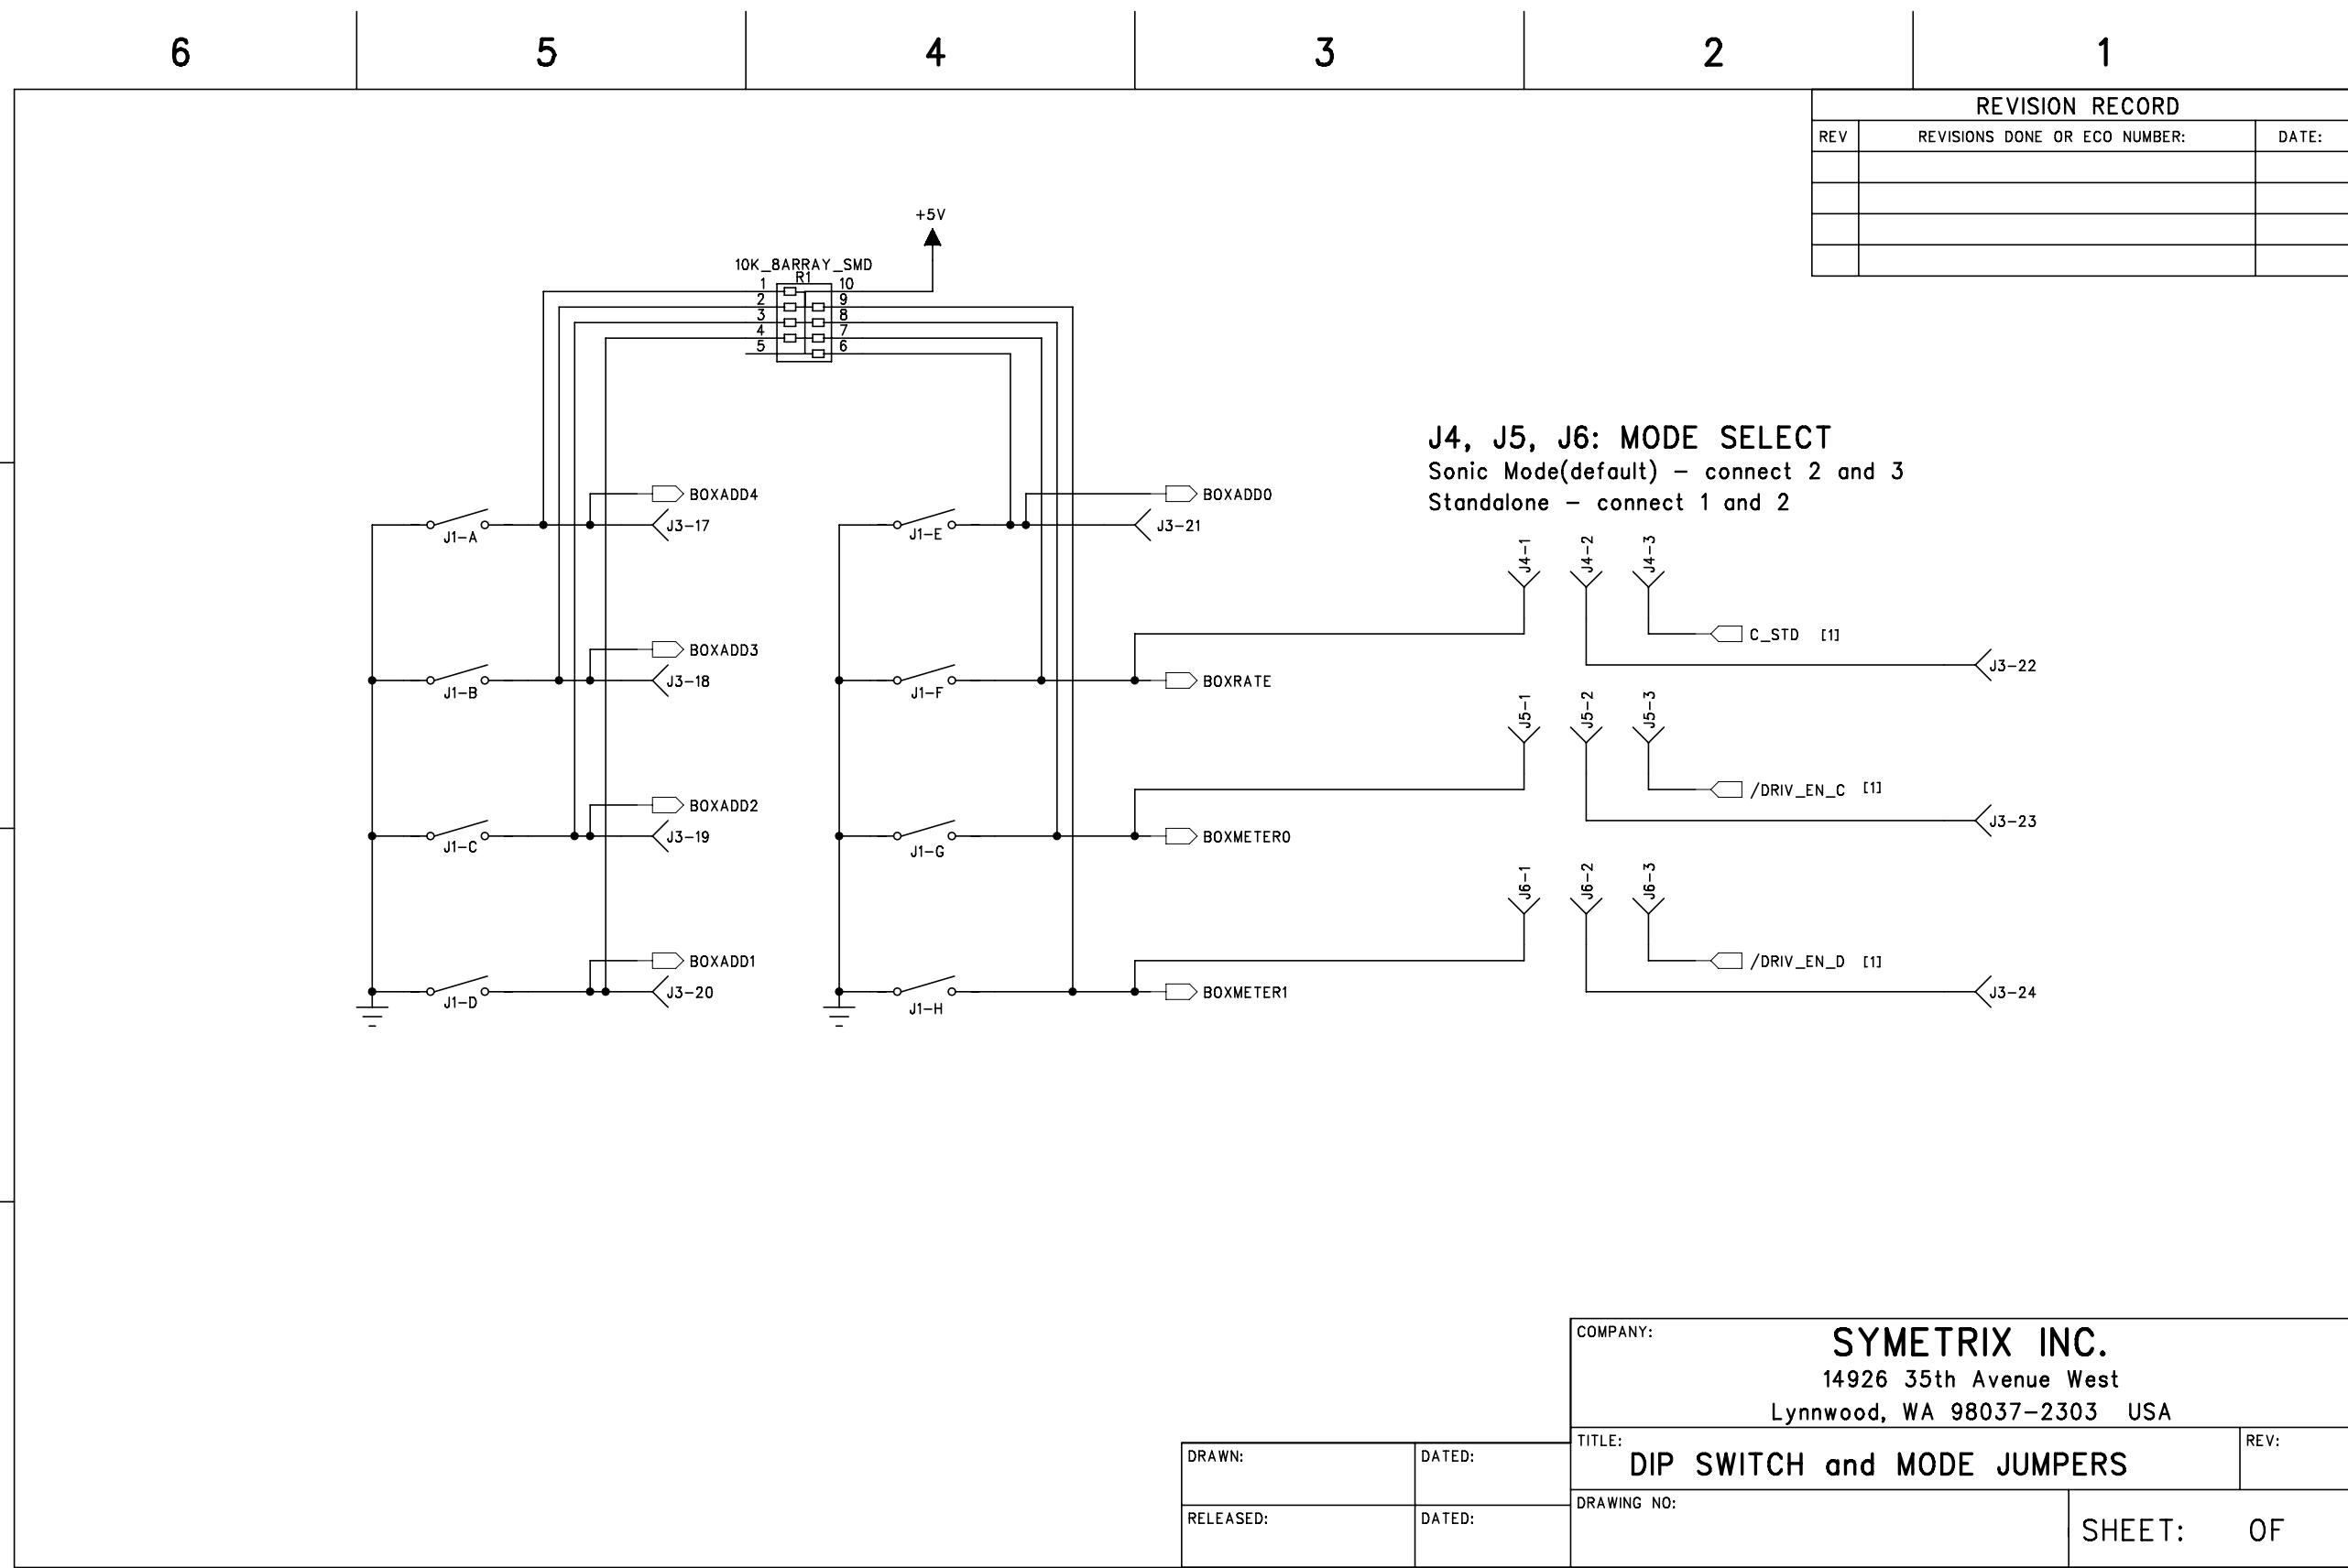 6 5 4 3 2 1
REVISION RECORD
REV REVISIONS DONE OR ECO NUMBER: DATE:
+5V
10K_8ARRAY_SMD
R1
1 10
2 9
3 8
4 7
5 6
J4, J5, J6: MODE SELECT
Sonic Mode(default) – connect 2 and 3
Standalone – connect 1 and 2
BOXADD4 BOXADD0
J1–A J3–17 J1–E J3–21
J4–1 J4–2 J4–3
C_STD [1]
BOXADD3
J3–22
J1–B J3–18 J1–F BOXRATE
J5–1 J5–2 J5–3
/DRIV_EN_C [1]
BOXADD2
J3–23
J1–C J3–19 J1–G BOXMETER0
J6–1 J6–2 J6–3
BOXADD1 /DRIV_EN_D [1]
J1–D J3–20 J1–H BOXMETER1 J3–24
COMPANY:
SYMETRIX INC.
14926 35th Avenue West
Lynnwood, WA 98037–2303 USA
TITLE:
DIP SWITCH and MODE JUMPERS
REV:
DRAWN: DATED:
DRAWING NO:
RELEASED: DATED:
SHEET: OF